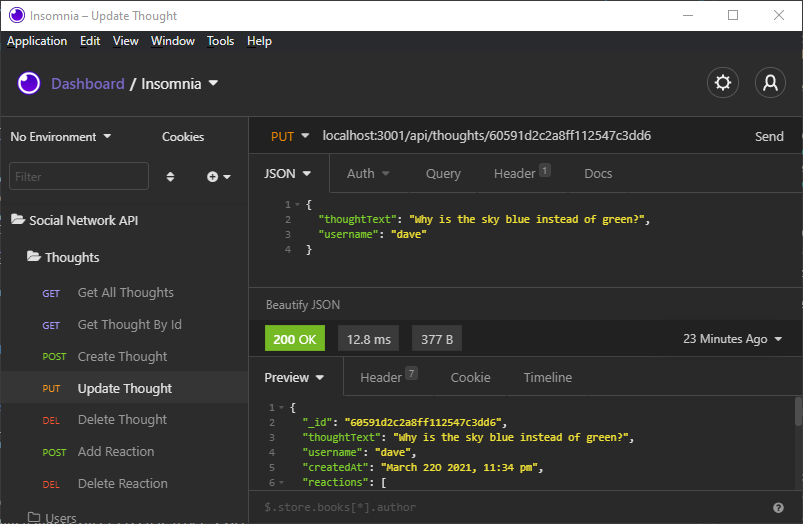 Insomnia – Update Thought
Application Edit View Window Tools Help
Dashboard / Insomnia
No Environment Cookies
Filter
Social Network API
Thoughts
GET Get All Thoughts
GET Get Thought By Id
POST Create Thought
PUT Update Thought
DEL Delete Thought
POST Add Reaction
DEL Delete Reaction
Users
PUT localhost:3001/api/thoughts/60591d2c2a8ff112547c3dd6 Send
JSON Auth Query Header 1 Docs
1 {
2 "thoughtText": "Why is the sky blue instead of green?",
3 "username": "dave"
4 }
Beautify JSON
200 OK 12.8 ms 377 B 23 Minutes Ago
Preview Header 7 Cookie Timeline
1 {
2 "_id": "60591d2c2a8ff112547c3dd6",
3 "thoughtText": "Why is the sky blue instead of green?",
4 "username": "dave",
5 "createdAt": "March 22O 2021, 11:34 pm",
6 "reactions": [
$.store.books[*].author